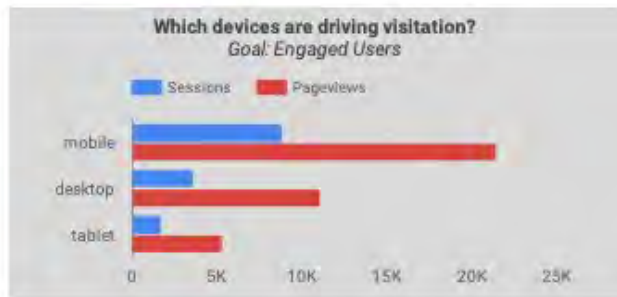 Which devices are driving visitation?
Goal: Engaged Users
Sessions Pageviews
mobile
desktop
tablet
0 5K 10K 15K 20K 25K